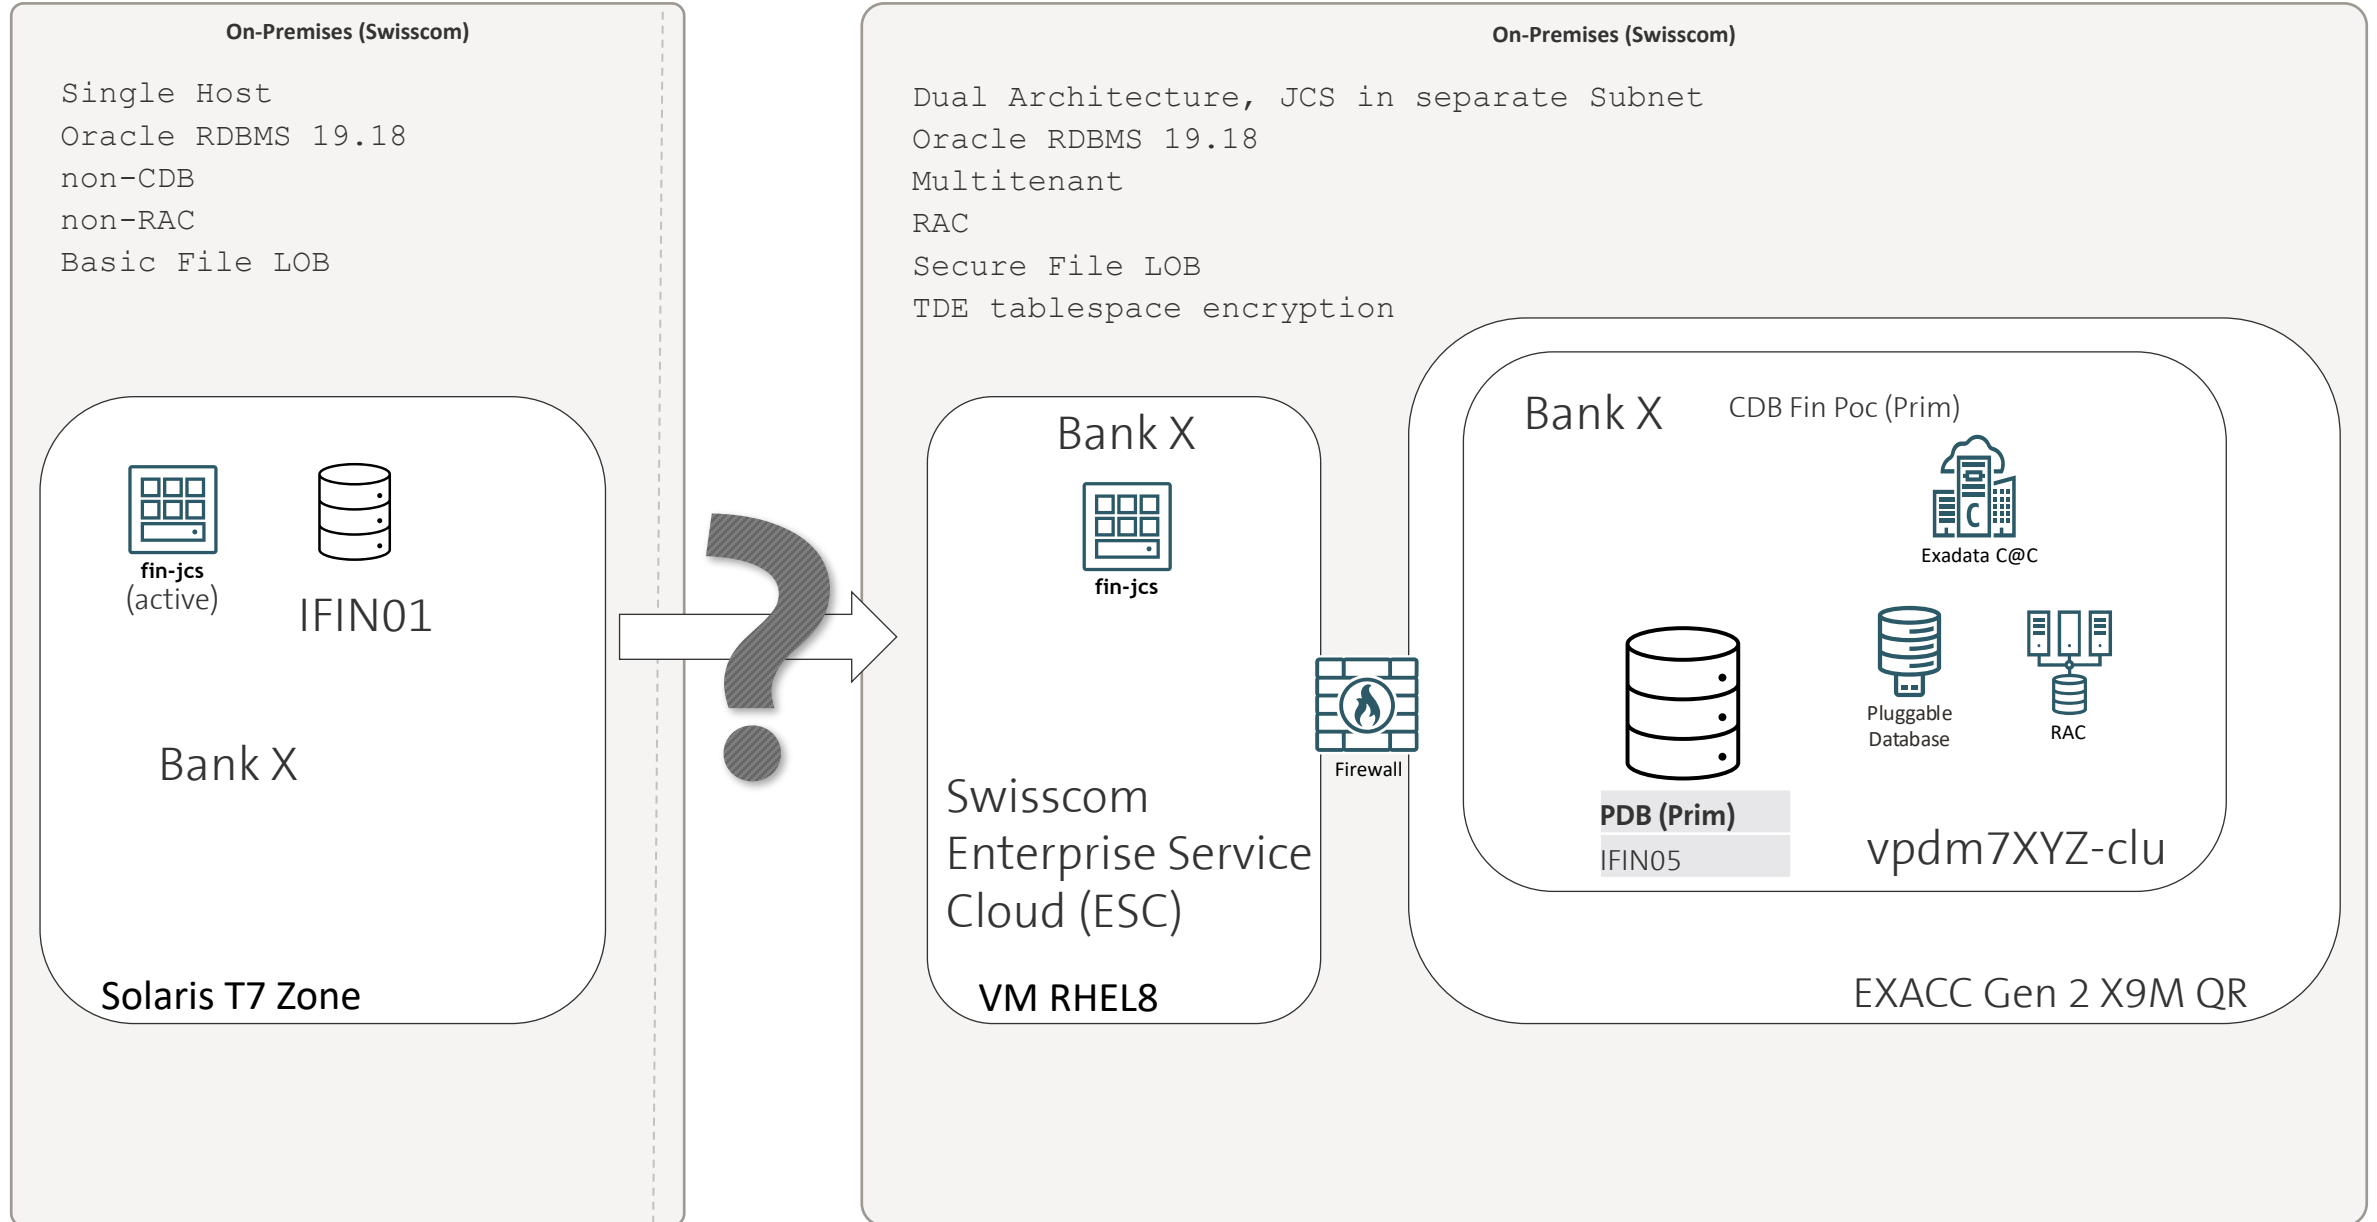 On-Premises (Swisscom)
Single Host
Oracle RDBMS 19.18
non-CDB
non-RAC
Basic File LOB
fin-jcs
(active)
IFIN01
Bank X
Solaris T7 Zone
?
On-Premises (Swisscom)
Dual Architecture, JCS in separate Subnet
Oracle RDBMS 19.18
Multitenant
RAC
Secure File LOB
TDE tablespace encryption
Bank X
fin-jcs
Swisscom
Enterprise Service
Cloud (ESC)
VM RHEL8
Firewall
Bank X
CDB Fin Poc (Prim)
C
Exadata C@C
Pluggable
Database
RAC
PDB (Prim)
IFIN05
vpdm7XYZ-clu
EXACC Gen 2 X9M QR